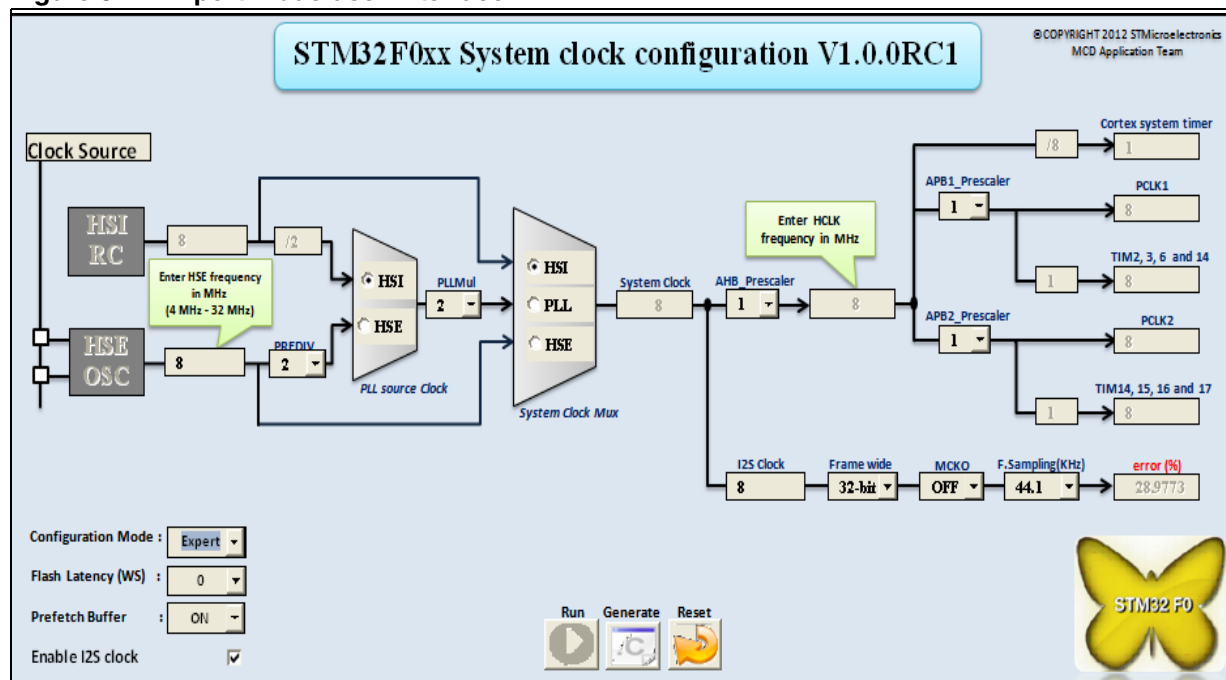 STM32F0xx System clock configuration V1.0.0RC1
©COPYRIGHT 2012 STMicroelectronics
MCD Application Team
Clock Source
HSI
RC
8
/2
Enter HSE frequency
in MHz
(4 MHz - 32 MHz)
HSE
OSC
8
PREDIV
2
HSI
HSE
PLL source Clock
PLLMul
2
HSI
PLL
HSE
System Clock Mux
System Clock
8
AHB_Prescaler
1
Enter HCLK
frequency in MHz
8
/8
Cortex system timer
1
APB1_Prescaler
1
PCLK1
8
TIM2, 3, 6 and 14
1
8
APB2_Prescaler
1
PCLK2
8
TIM14, 15, 16 and 17
1
8
I2S Clock
8
Frame wide
32-bit
MCKO
OFF
F.Sampling(KHz)
44.1
error (%)
28.9773
Configuration Mode : Expert
Flash Latency (WS) : 0
Prefetch Buffer : ON
Enable I2S clock
Run
Generate
Reset
.C
STM32 F0